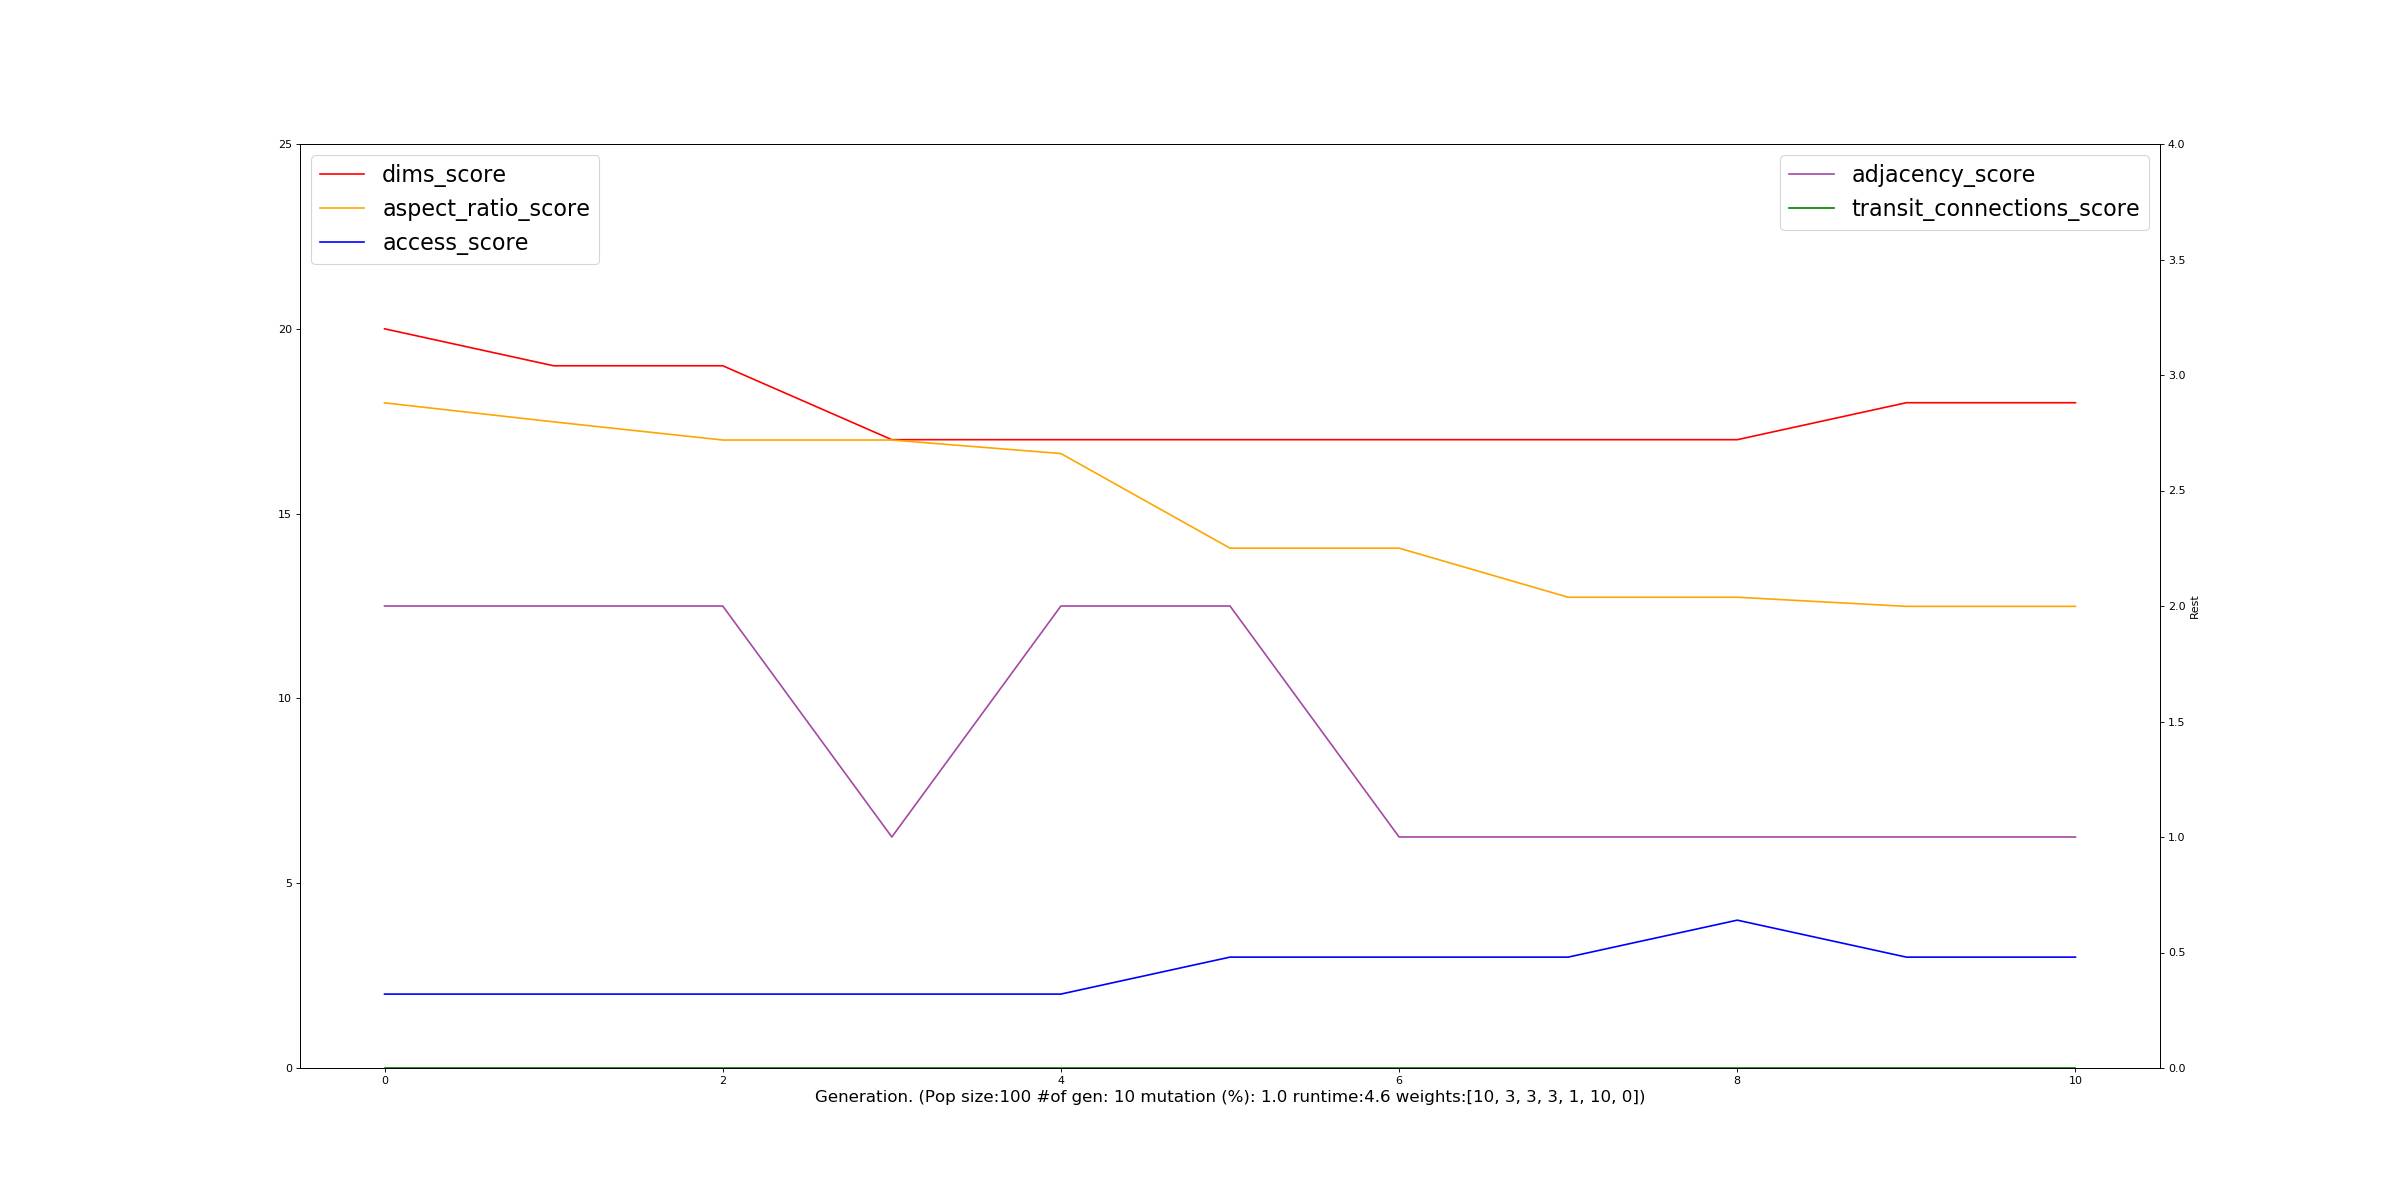 dims_score
aspect_ratio_score
access_score
adjacency_score
transit_connections_score
25
20
15
10
5
0
4.0
3.5
3.0
2.5
2.0
1.5
1.0
0.5
0.0
Rest
0 2 4 6 8 10
Generation. (Pop size:100 #of gen: 10 mutation (%): 1.0 runtime:4.6 weights:[10, 3, 3, 3, 1, 10, 0])